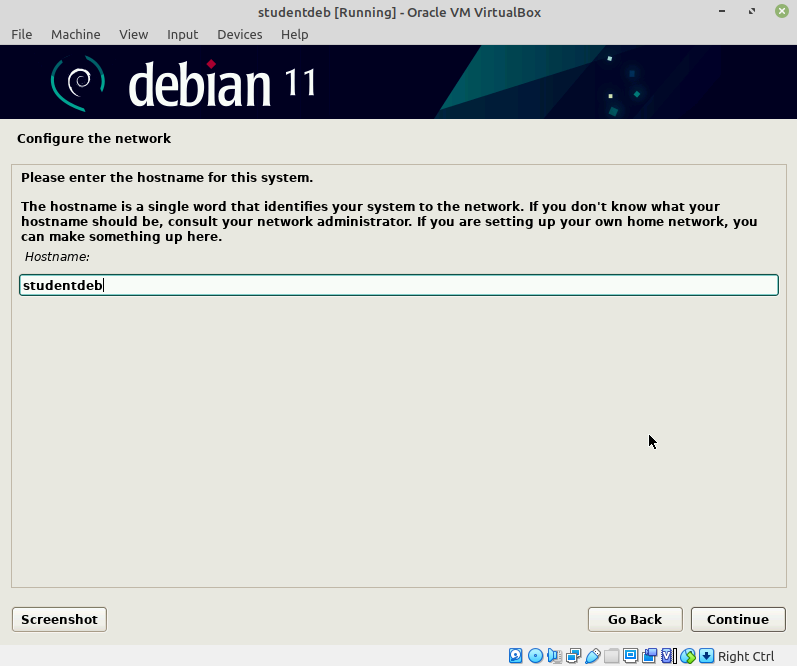 studentdeb [Running] - Oracle VM VirtualBox
File Machine View Input Devices Help
debian 11
Configure the network
Please enter the hostname for this system.
The hostname is a single word that identifies your system to the network. If you don't know what your
hostname should be, consult your network administrator. If you are setting up your own home network, you
can make something up here.
Hostname:
studentdeb
Screenshot Go Back Continue
Right Ctrl